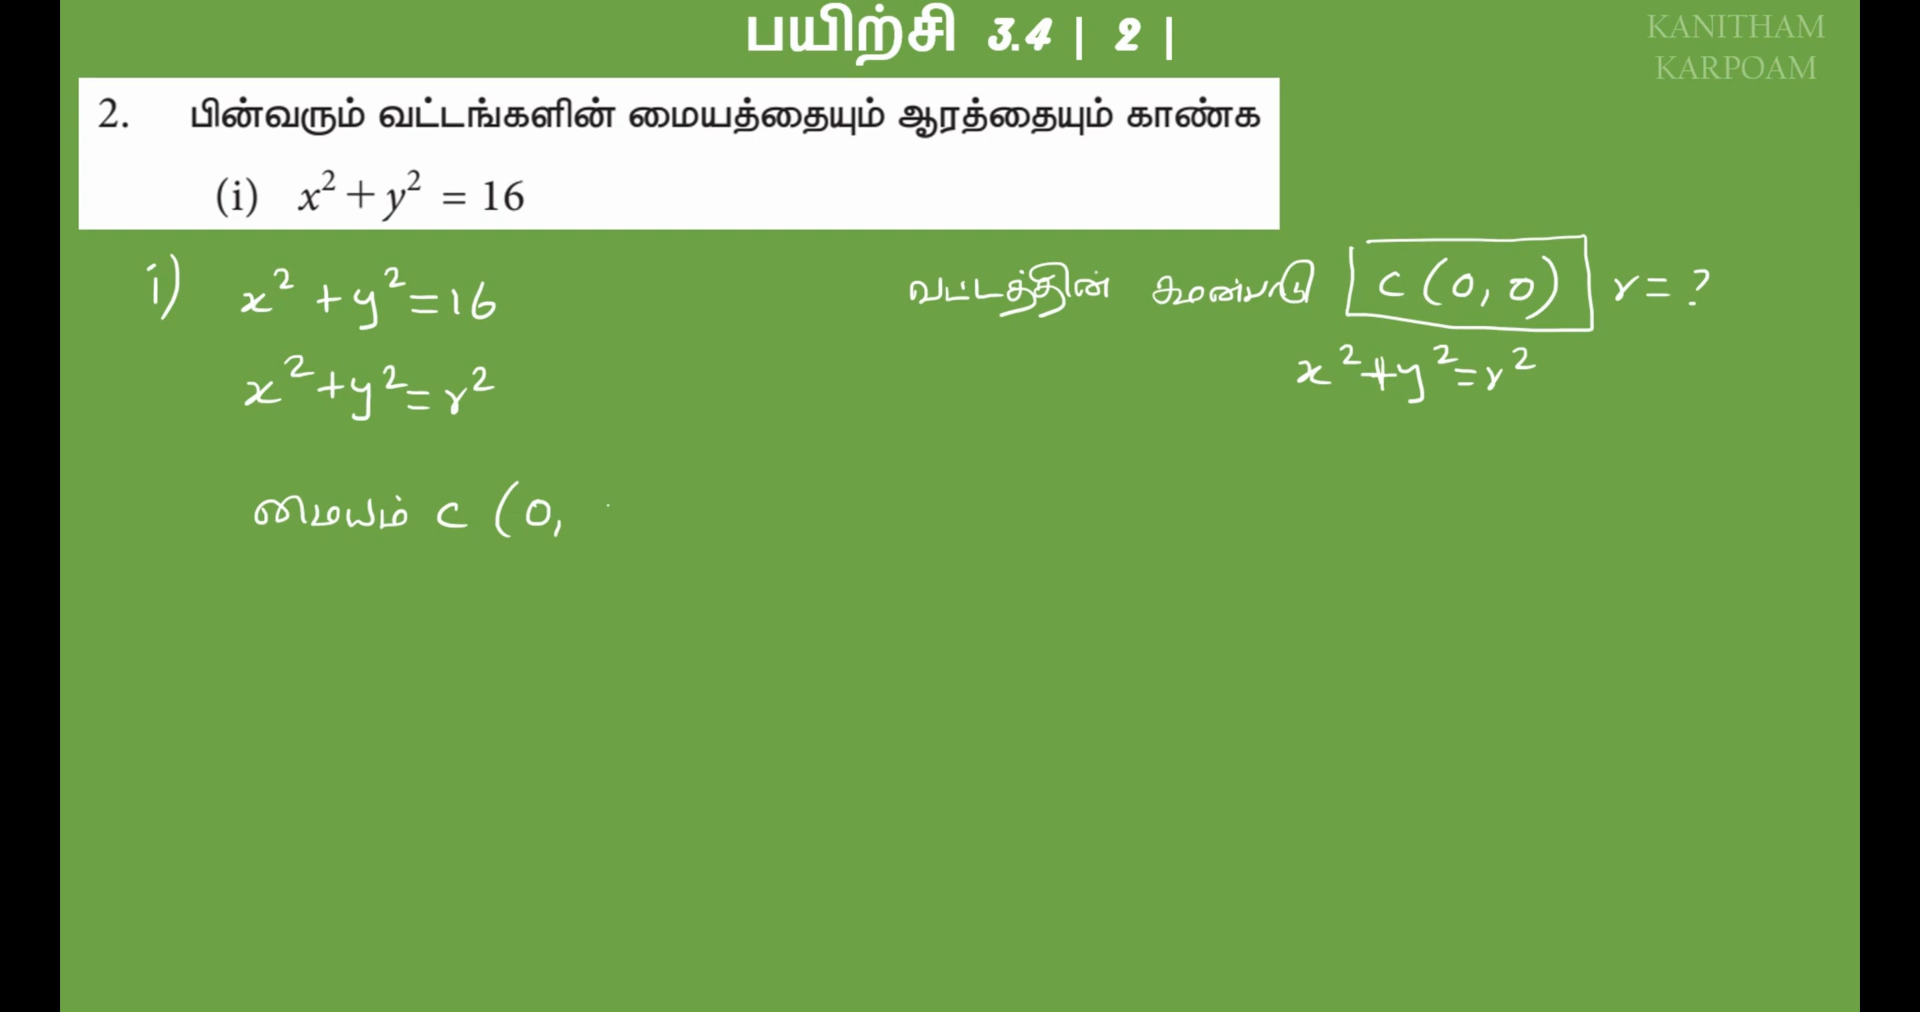 பயிற்சி 3.4 | 2 |
KANITHAM
KARPOAM
2. பின்வரும் வட்டங்களின் மையத்தையும் ஆரத்தையும் காண்க
(i) x² + y² = 16
i) x² + y² = 16
x² + y² = r²
மையம் C (0,
வட்டத்தின் சமன்பாடு C (0, 0) r = ?
x² + y² = r²